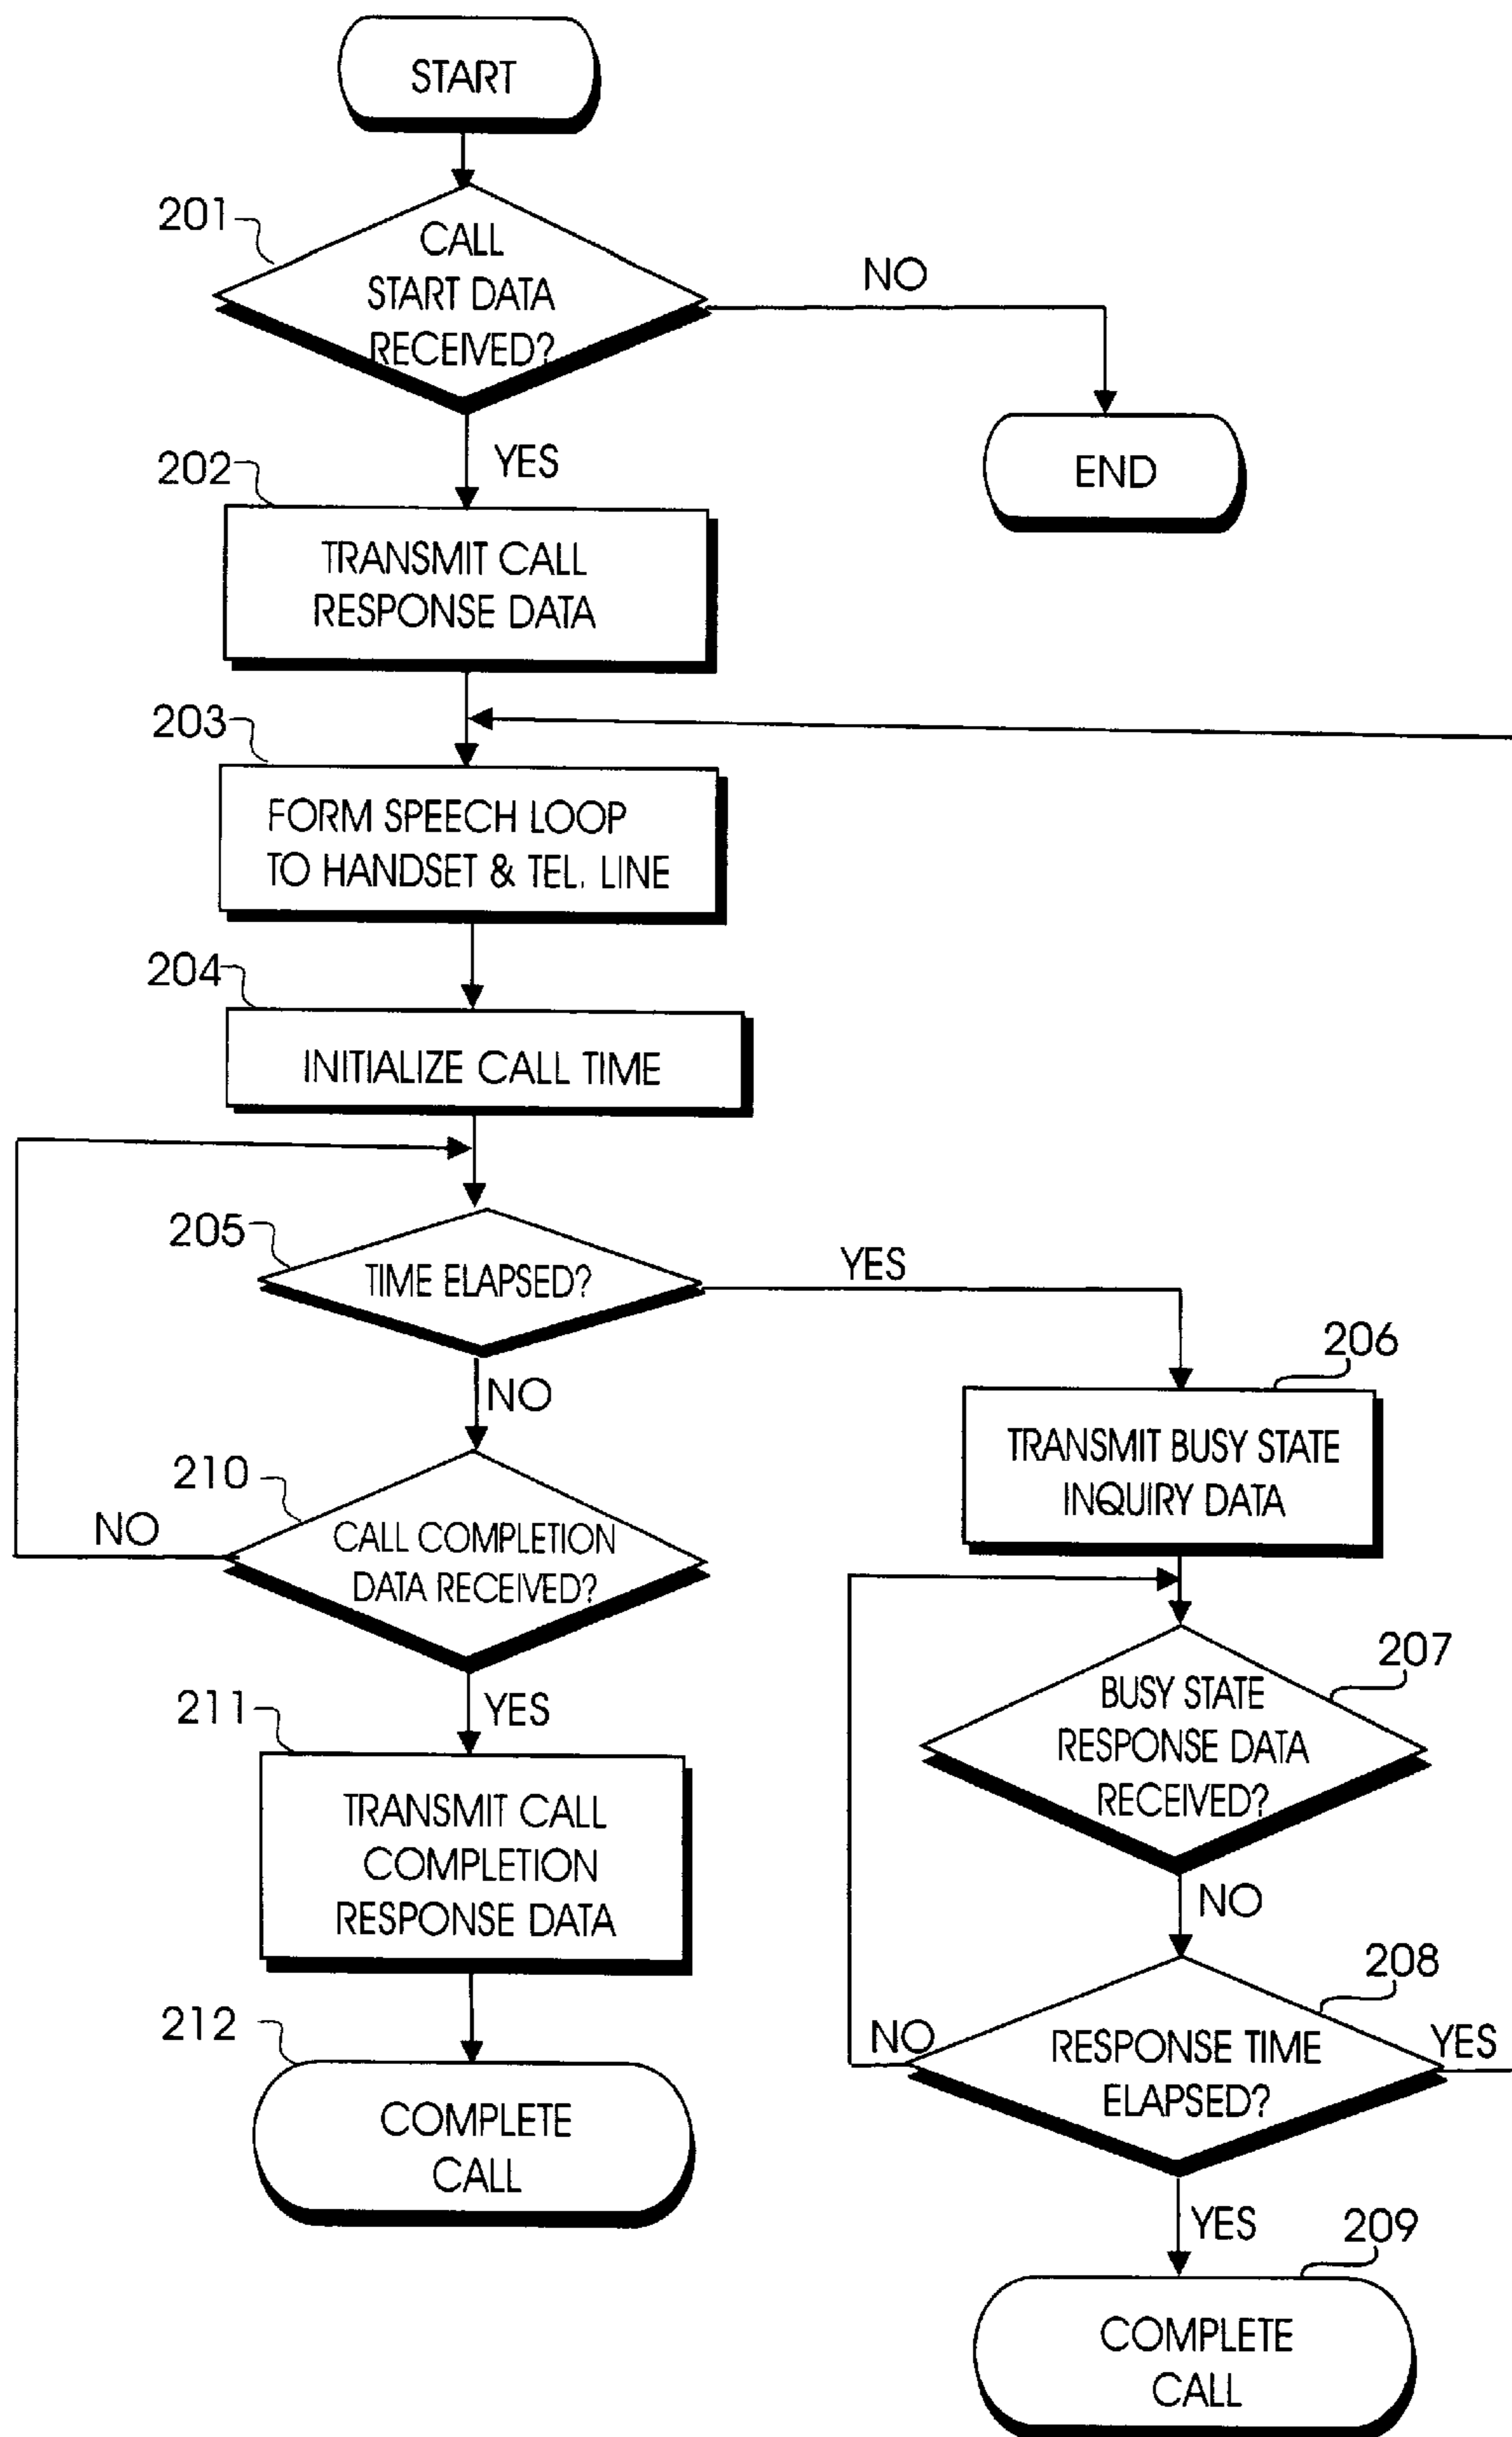 START
201
CALL
START DATA
RECEIVED?
NO
END
YES
202
TRANSMIT CALL
RESPONSE DATA
203
FORM SPEECH LOOP
TO HANDSET & TEL. LINE
204
INITIALIZE CALL TIME
205
TIME ELAPSED?
YES
NO
206
TRANSMIT BUSY STATE
INQUIRY DATA
210
CALL COMPLETION
DATA RECEIVED?
NO
YES
207
BUSY STATE
RESPONSE DATA
RECEIVED?
NO
211
TRANSMIT CALL
COMPLETION
RESPONSE DATA
208
RESPONSE TIME
ELAPSED?
NO
YES
YES
212
COMPLETE
CALL
209
COMPLETE
CALL